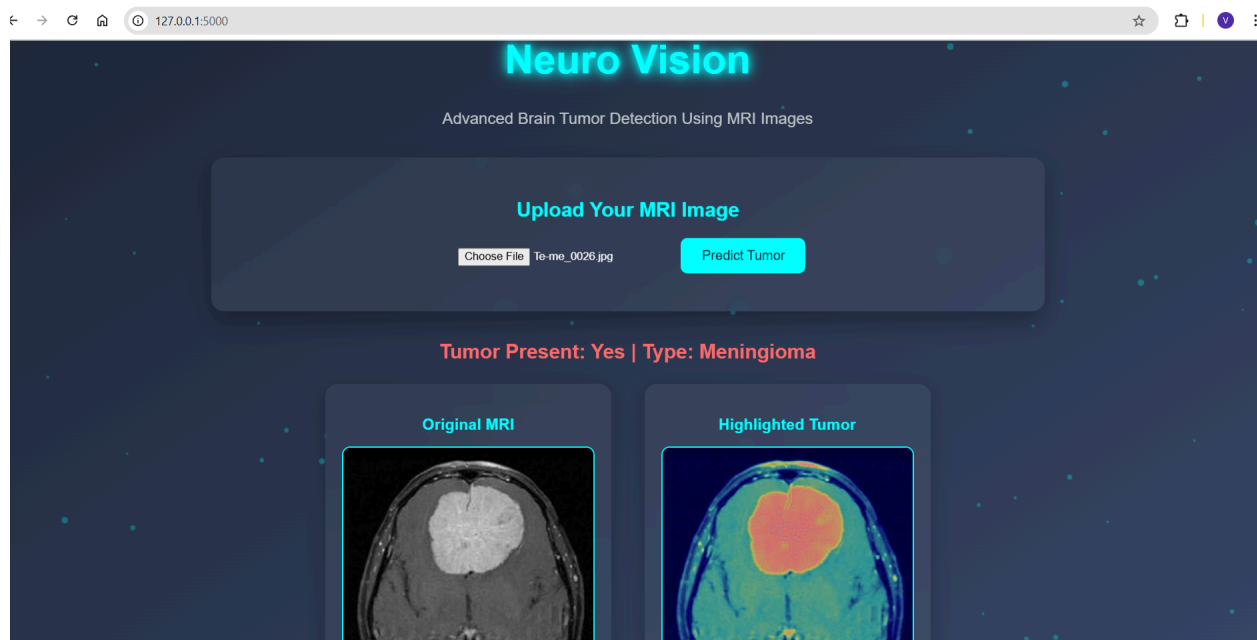 127.0.0.1:5000
V
Neuro Vision
Advanced Brain Tumor Detection Using MRI Images
Upload Your MRI Image
Choose File Te-me_0026.jpg Predict Tumor
Tumor Present: Yes | Type: Meningioma
Original MRI Highlighted Tumor